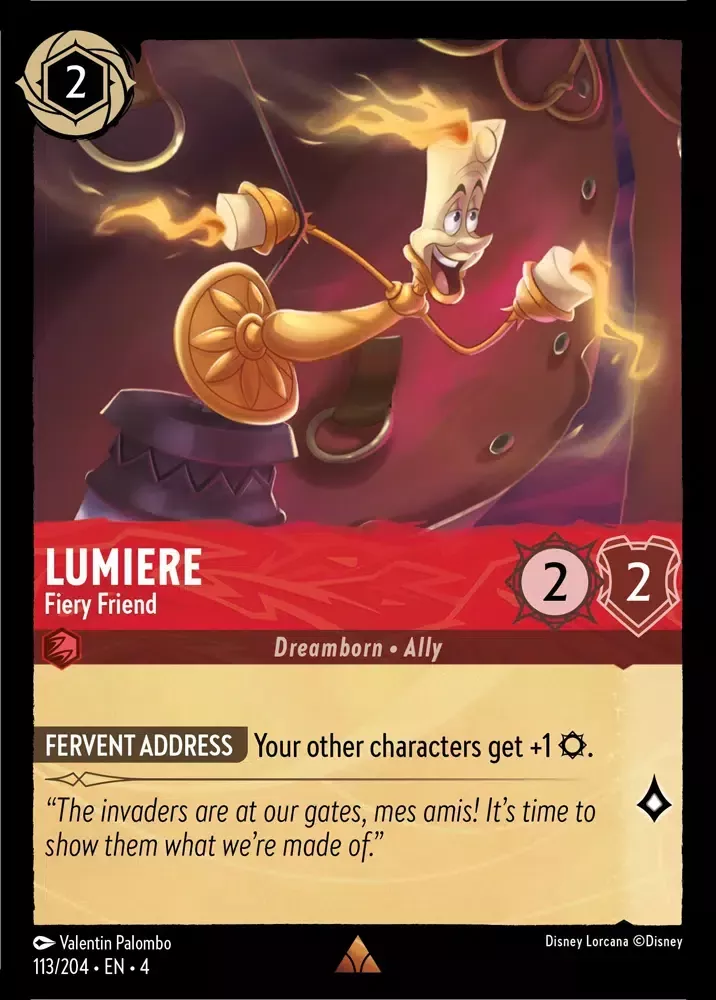 2
LUMIERE
Fiery Friend
2
2
Dreamborn • Ally
FERVENT ADDRESS Your other characters get +1 .
“The invaders are at our gates, mes amis! It’s time to
show them what we’re made of.”
Valentin Palombo
Disney Lorcana ©Disney
113/204 • EN • 4